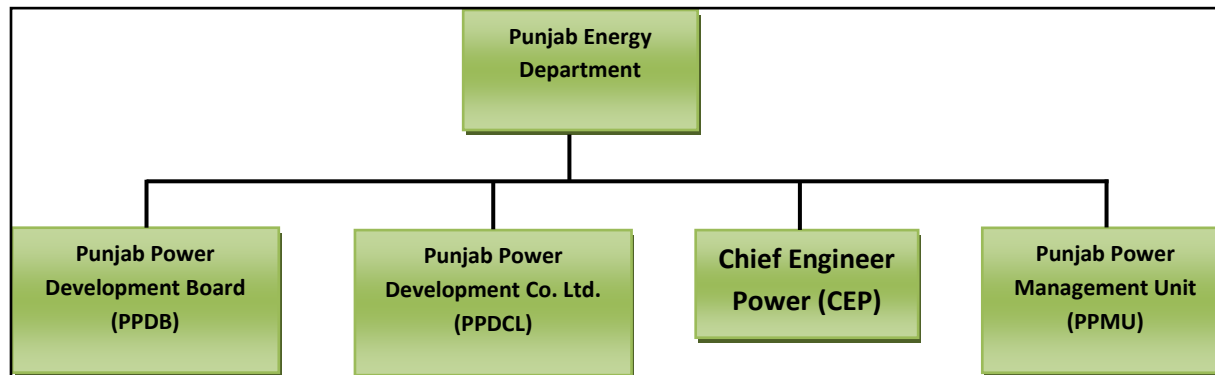 Punjab Energy
Department
Punjab Power
Development Board
(PPDB)
Punjab Power
Development Co. Ltd.
(PPDCL)
Chief Engineer
Power (CEP)
Punjab Power
Management Unit
(PPMU)